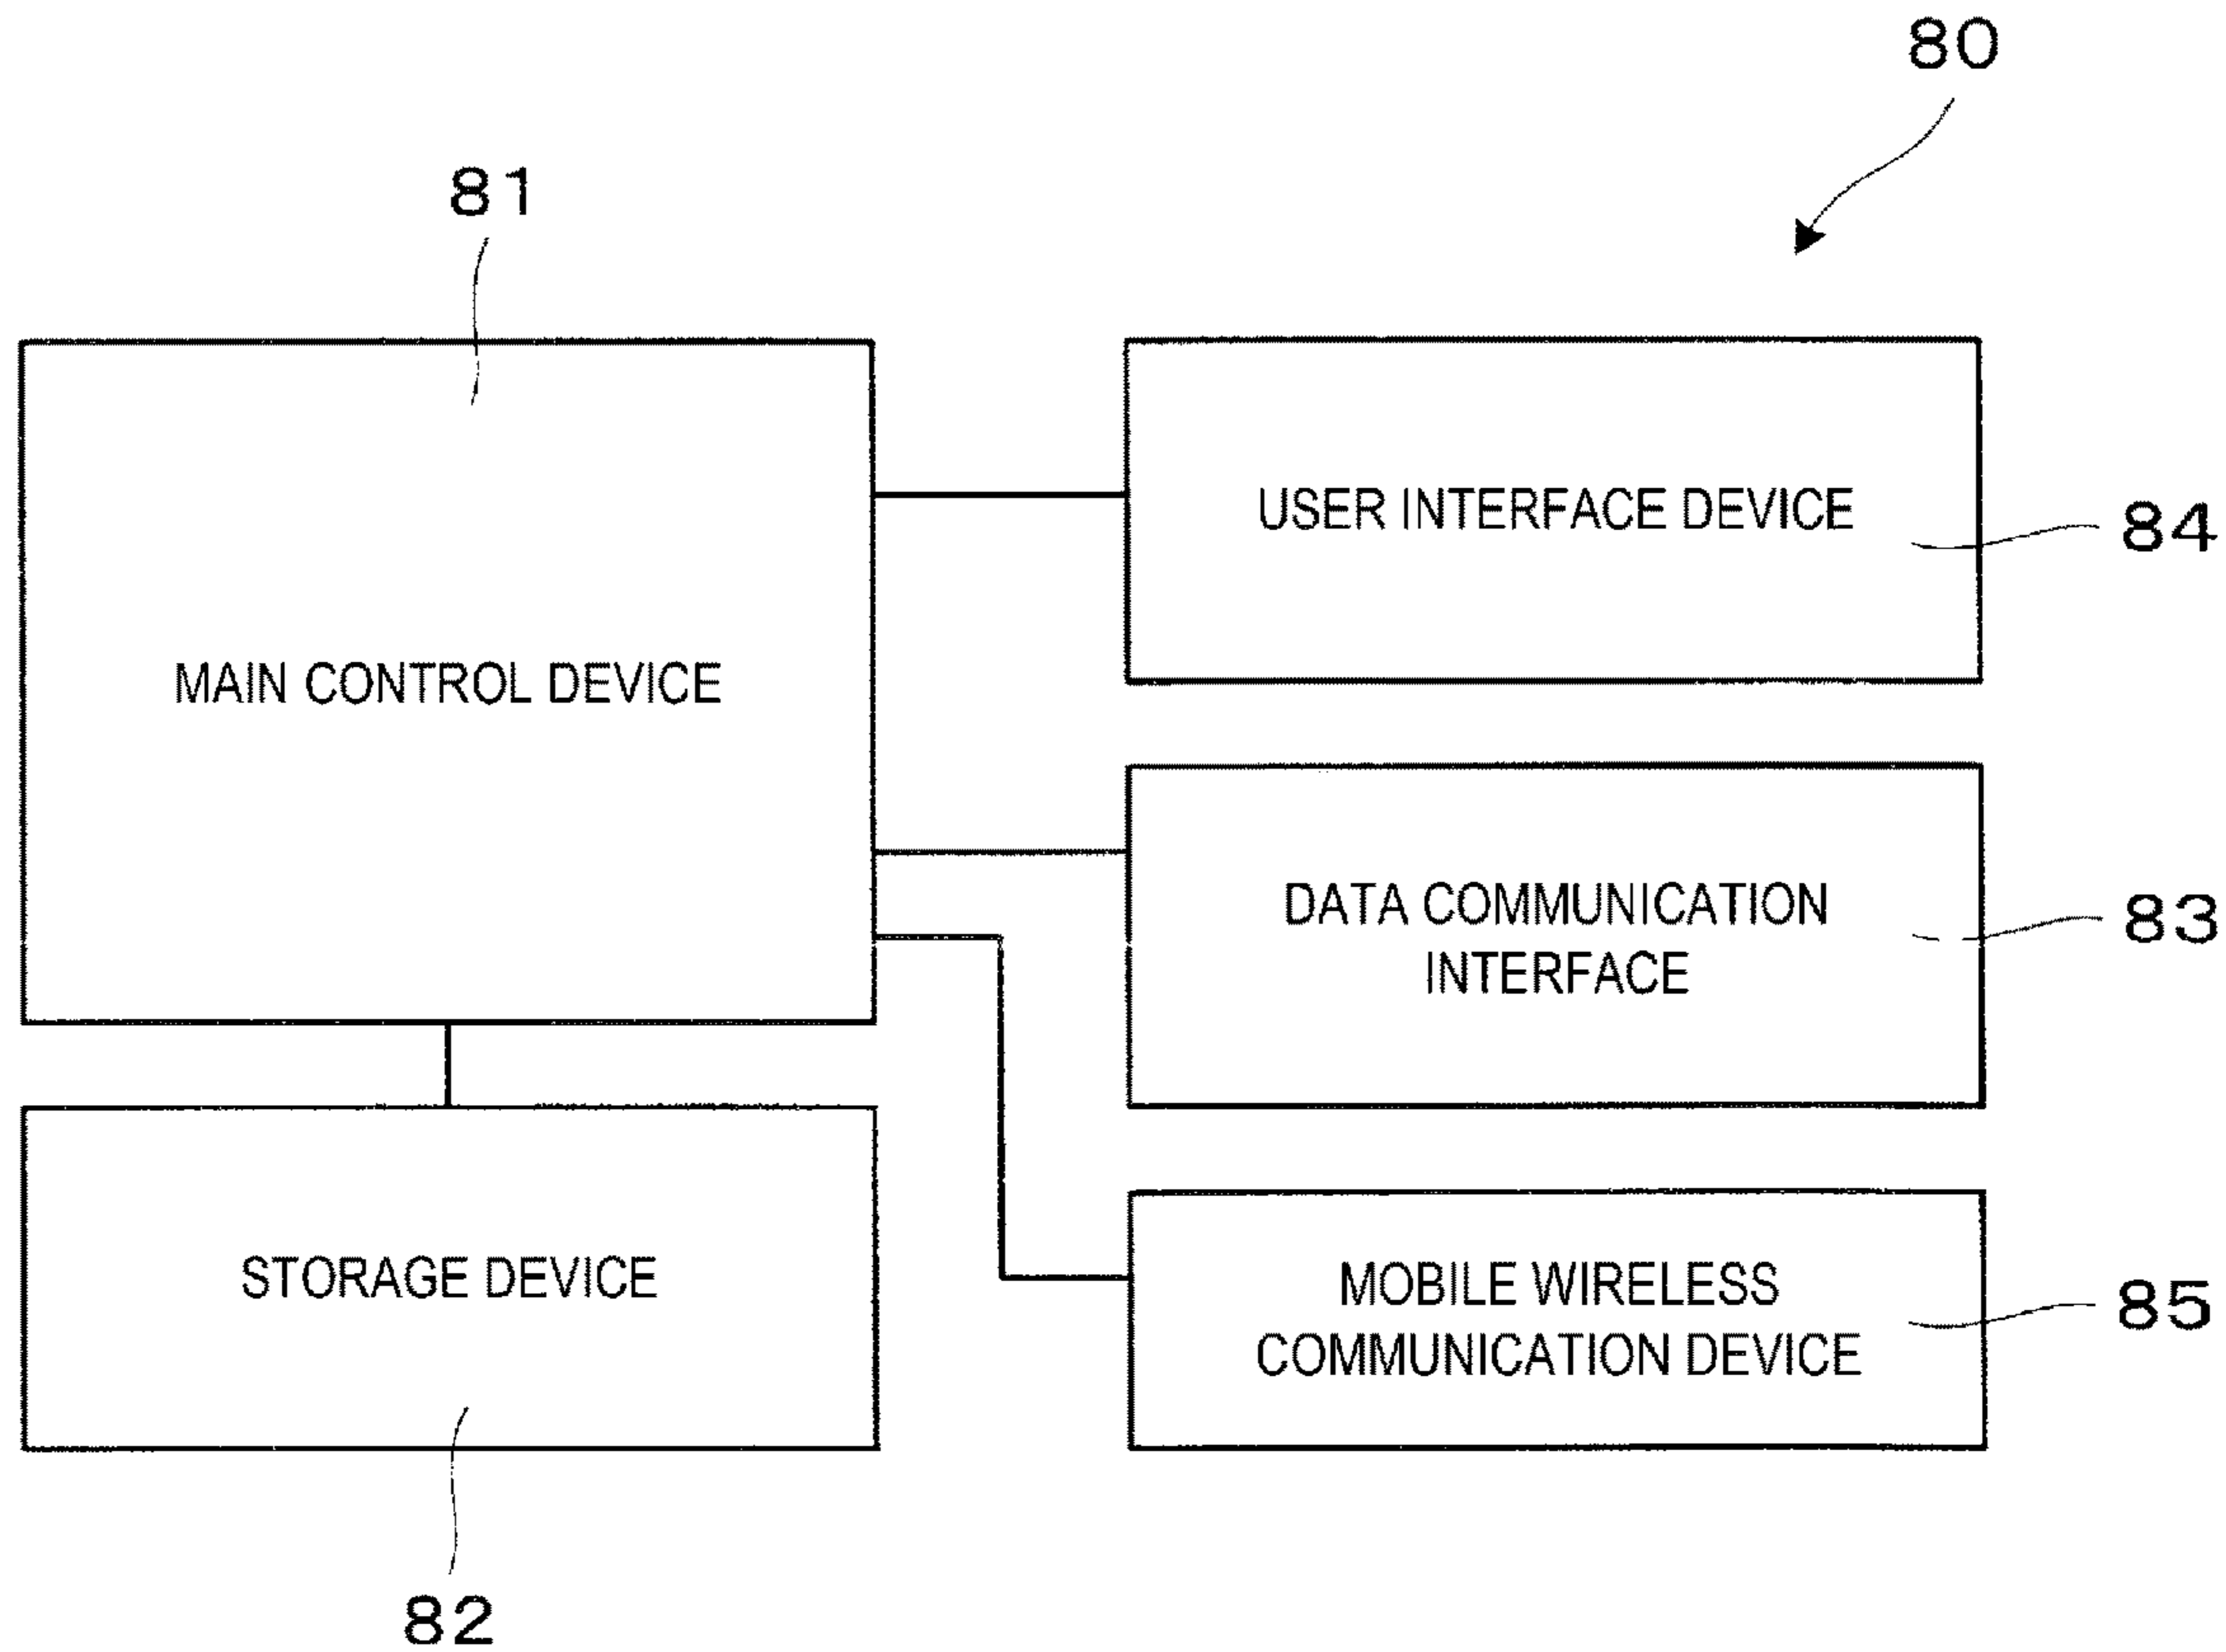 80
81
USER INTERFACE DEVICE
84
MAIN CONTROL DEVICE
DATA COMMUNICATION
INTERFACE
83
STORAGE DEVICE
MOBILE WIRELESS
COMMUNICATION DEVICE
85
82